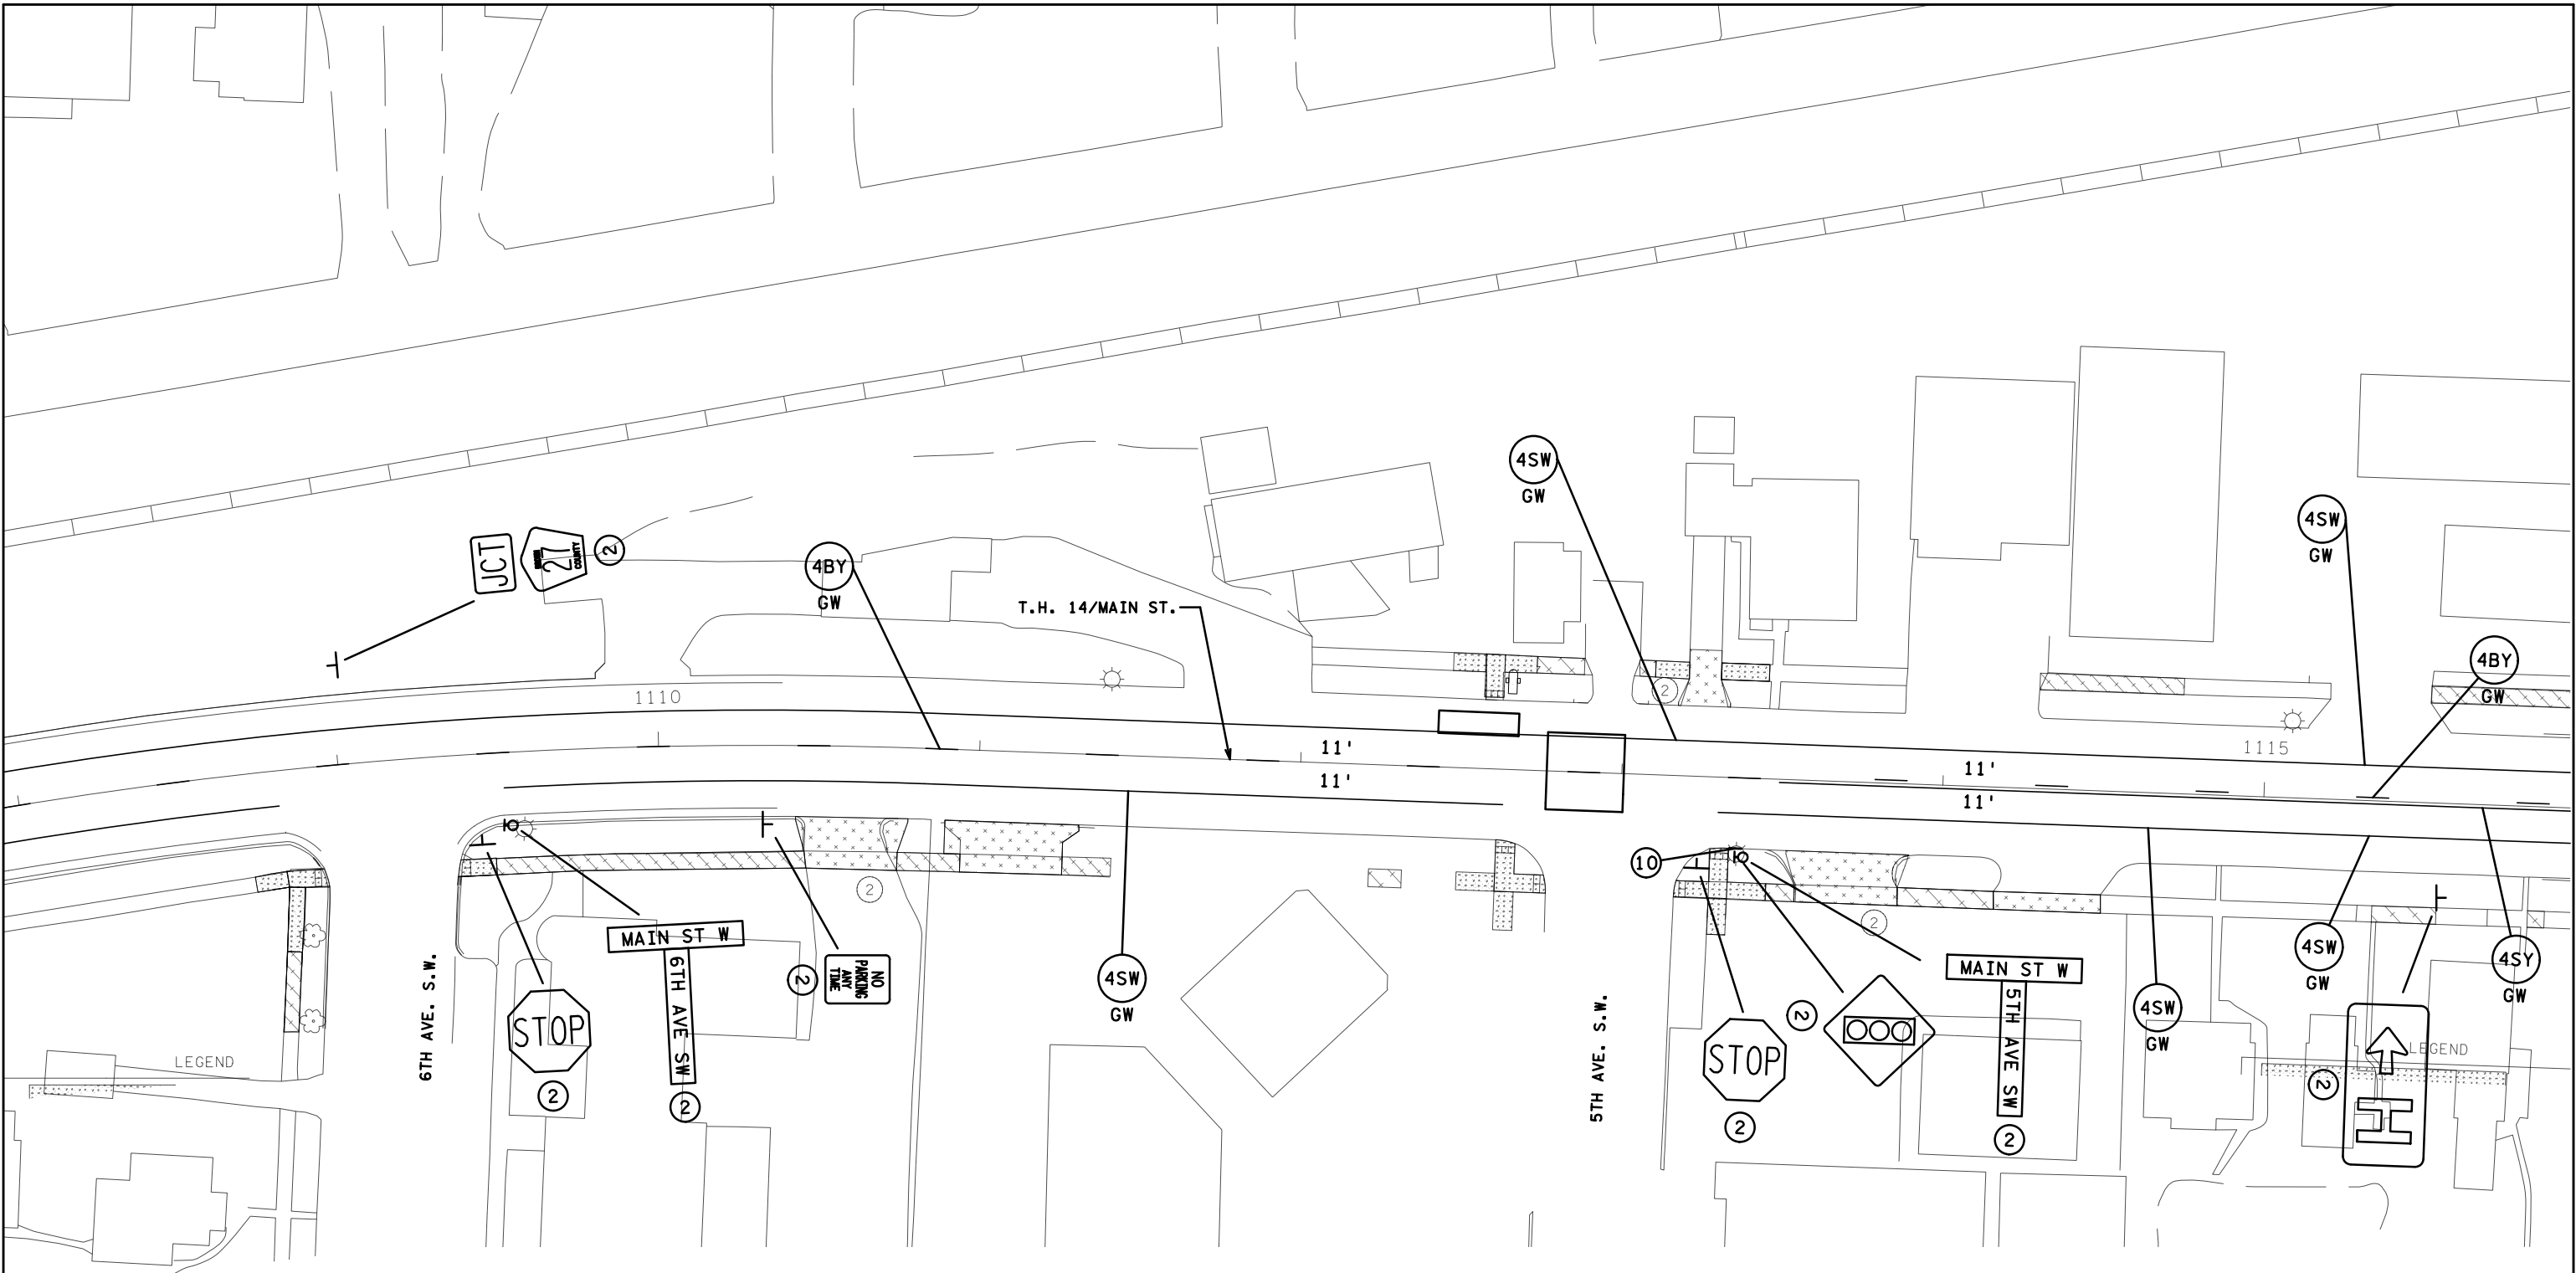 4SW
GW
4SW
GW
JCT
27
COUNTY
2
4BY
GW
T.H. 14/MAIN ST.
4BY
GW
2
1110
11'
11'
11'
11'
1115
10
2
2
MAIN ST W
6TH AVE SW
2
NO
PARKING
ANY
TIME
2
4SW
GW
MAIN ST W
5TH AVE SW
2
4SW
GW
4SW
GW
4SY
GW
6TH AVE. S.W.
STOP
2
LEGEND
5TH AVE. S.W.
STOP
2
2
LEGEND
2
H